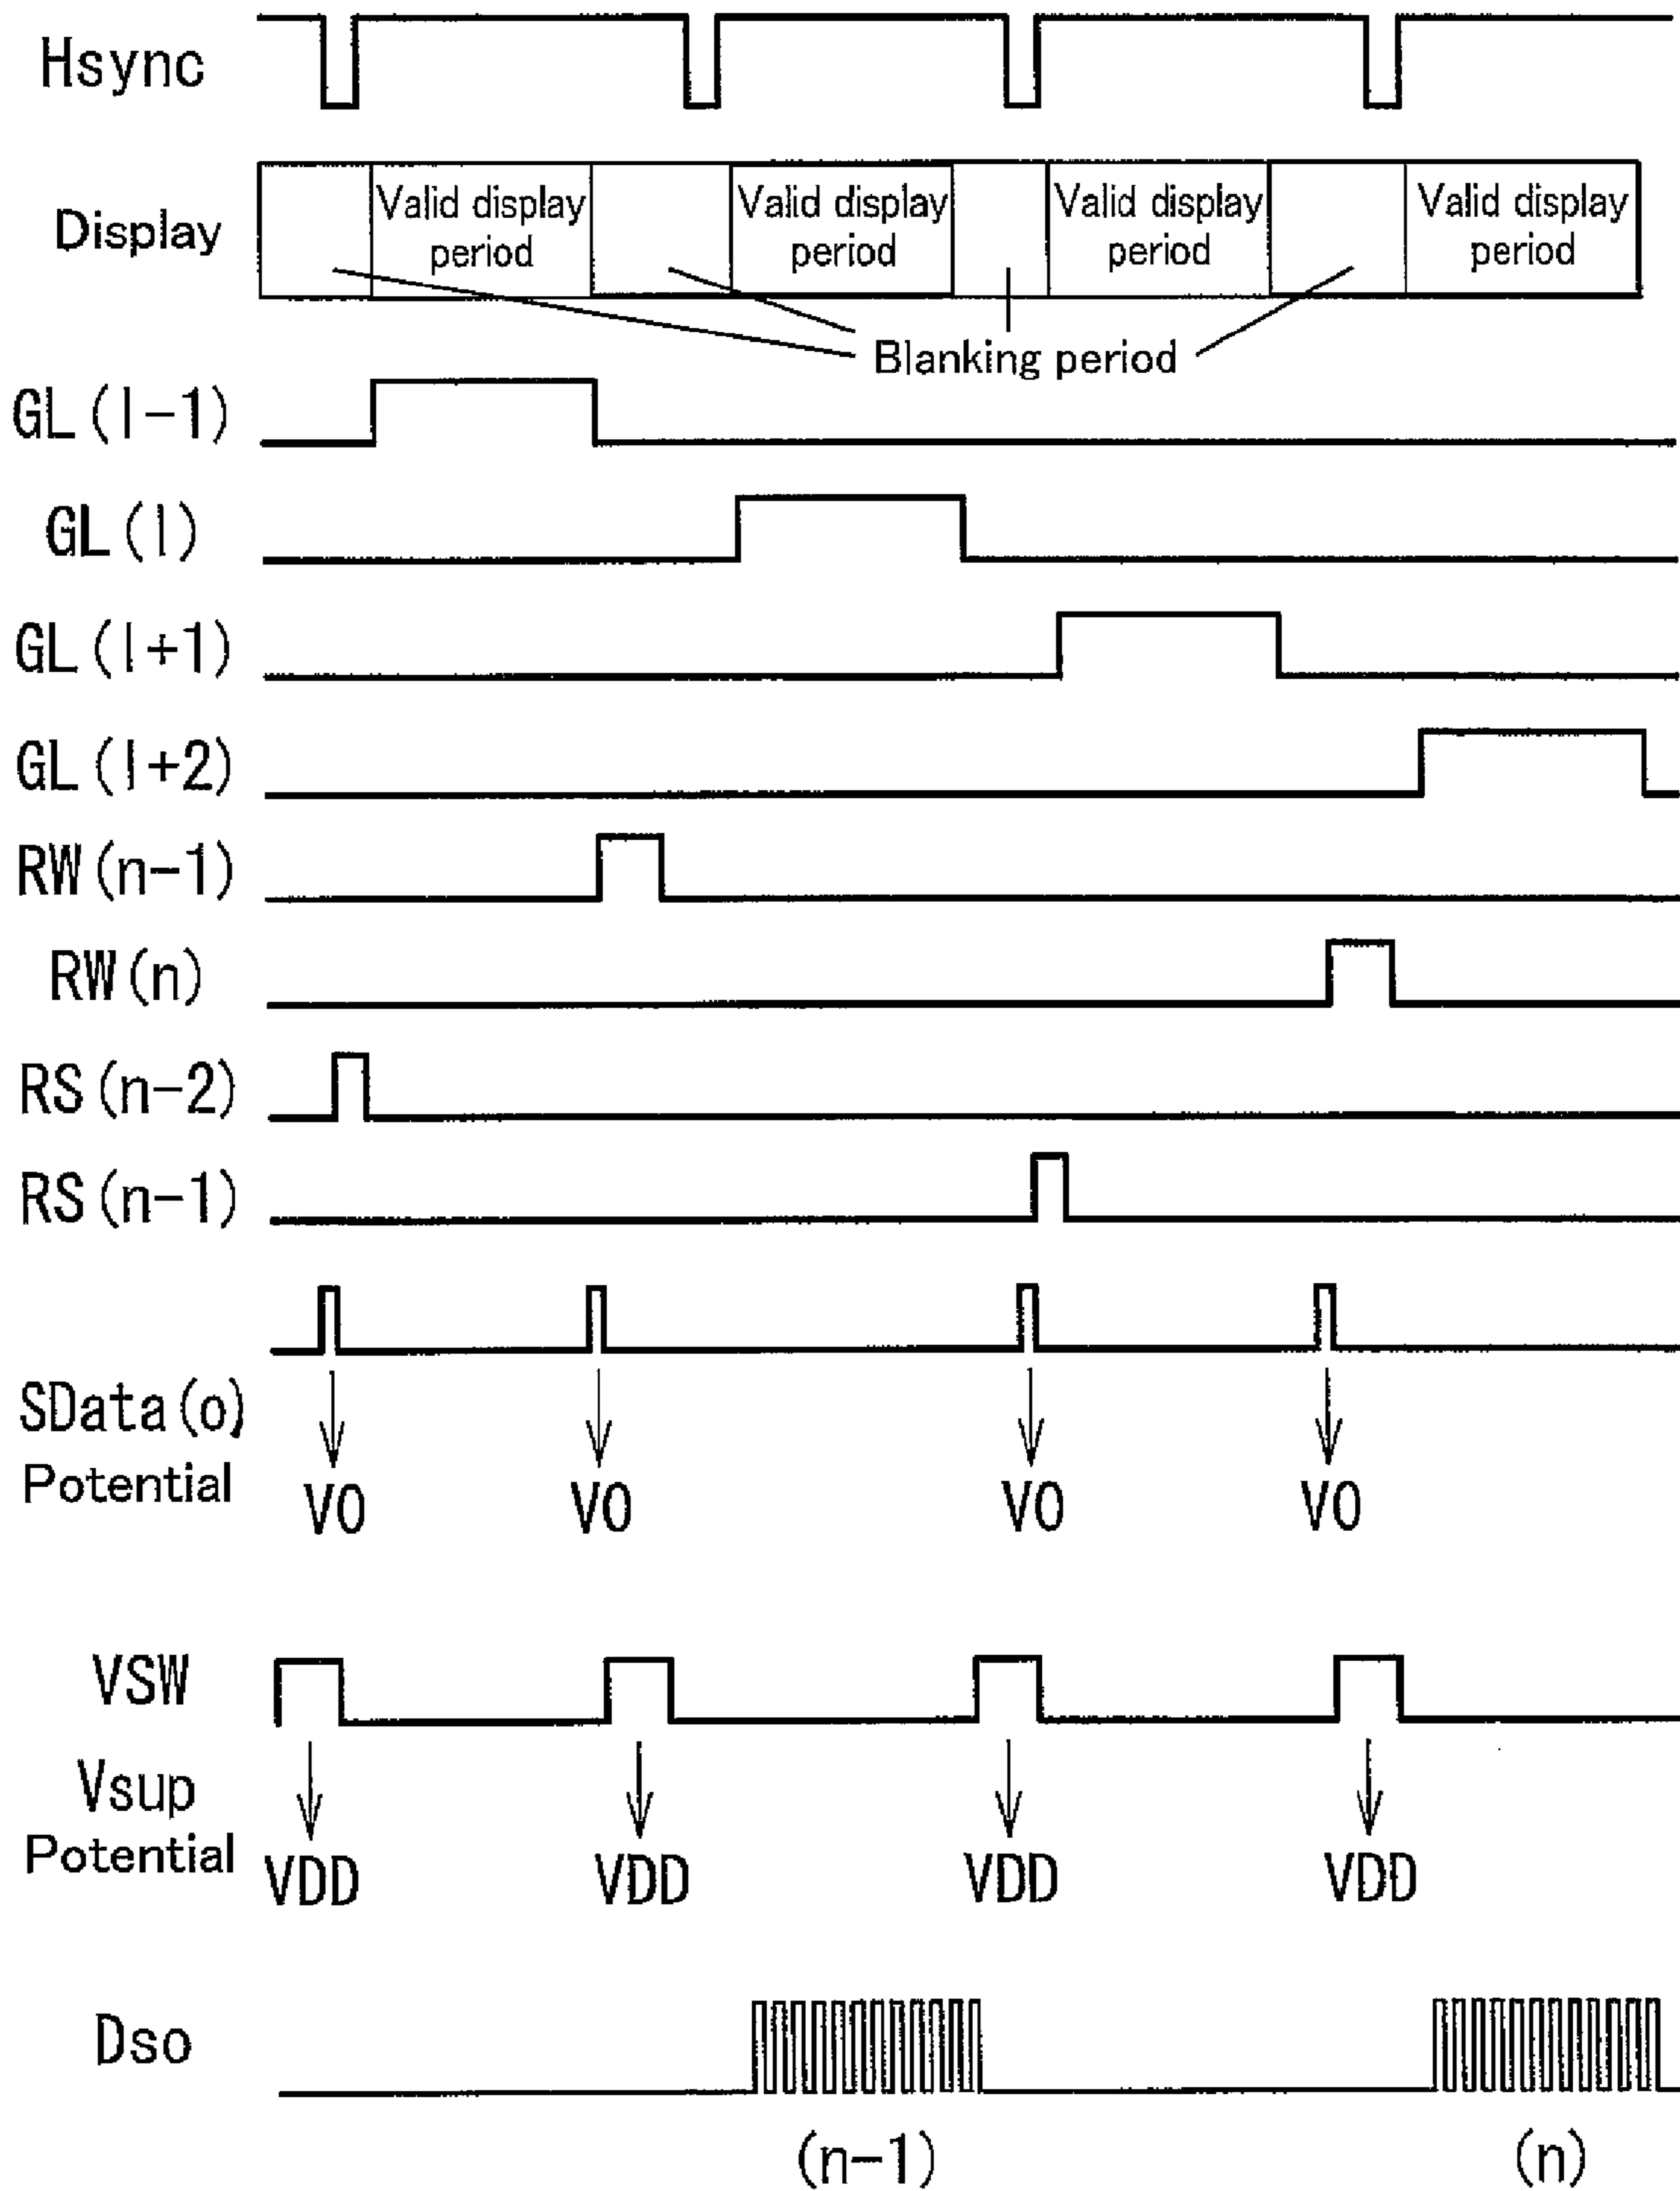 Hsync
Display
Valid display
period
Valid display
period
Valid display
period
Valid display
period
Blanking period
GL(l-1)
GL(l)
GL(l+1)
GL(l+2)
RW(n-1)
RW(n)
RS(n-2)
RS(n-1)
SData(o)
Potential
V0
V0
V0
V0
VSW
Vsup
Potential
VDD
VDD
VDD
VDD
Dso
(n-1)
(n)